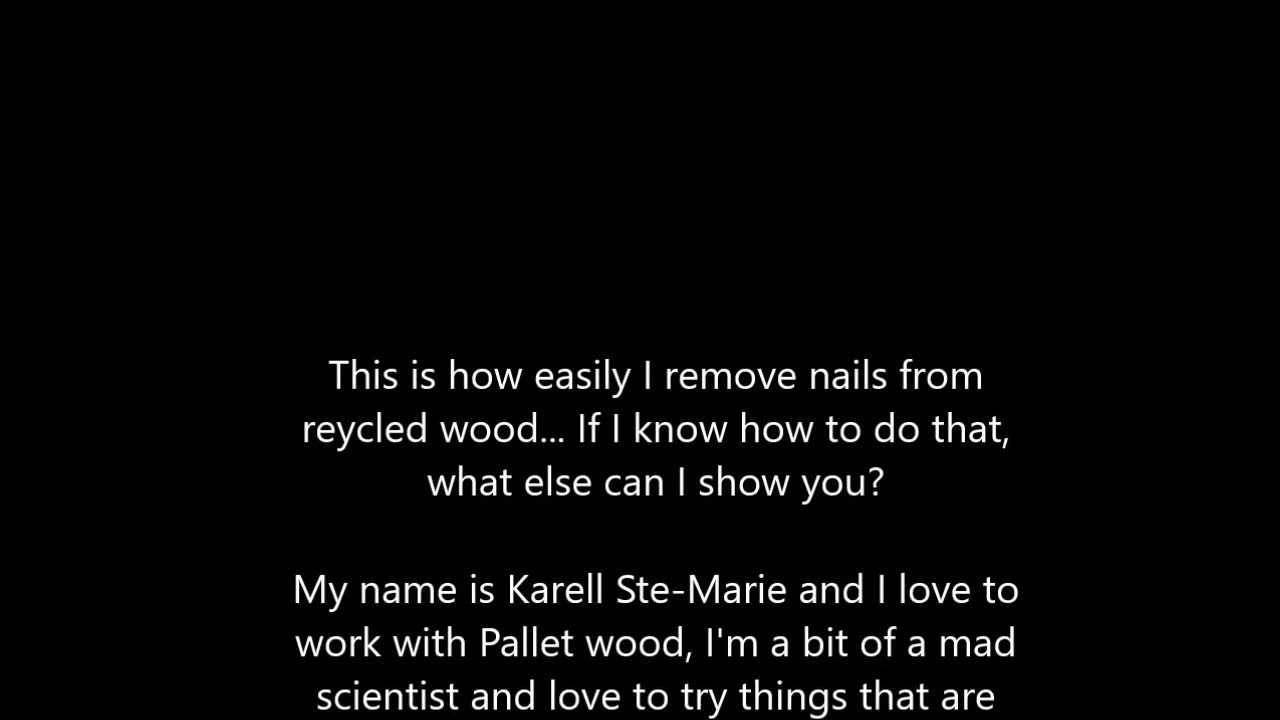 This is how easily I remove nails from
reycled wood... If I know how to do that,
what else can I show you?
My name is Karell Ste-Marie and I love to
work with Pallet wood, I'm a bit of a mad
scientist and love to try things that are